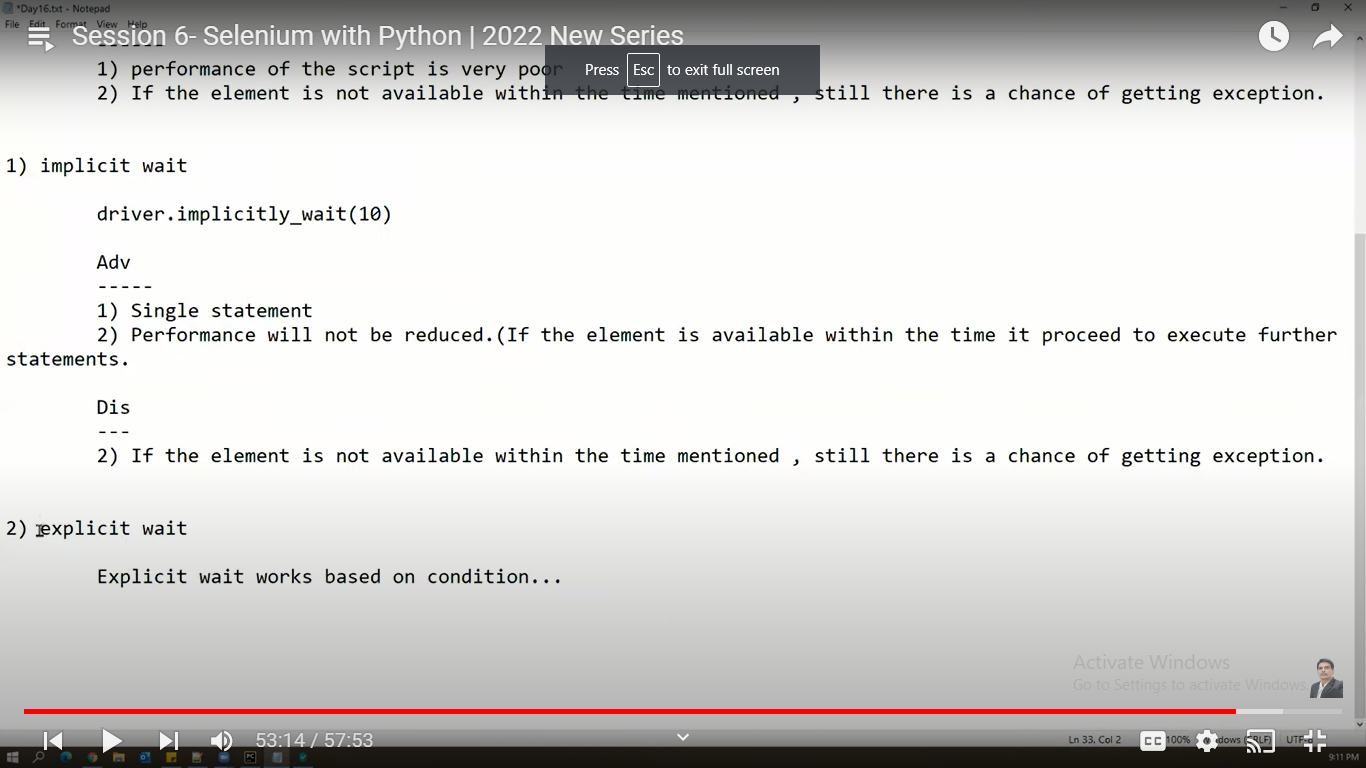 *Day16.txt - Notepad
File Edit Format View Help
Session 6- Selenium with Python | 2022 New Series
Press Esc to exit full screen
1) performance of the script is very poor
2) If the element is not available within the time mentioned , still there is a chance of getting exception.
1) implicit wait
driver.implicitly_wait(10)
Adv
-----
1) Single statement
2) Performance will not be reduced.(If the element is available within the time it proceed to execute further
statements.
Dis
---
2) If the element is not available within the time mentioned , still there is a chance of getting exception.
2) explicit wait
Explicit wait works based on condition...
Activate Windows
Go to Settings to activate Windows.
53:14 / 57:53
Ln 33, Col 2
CC
100%
9:11 PM